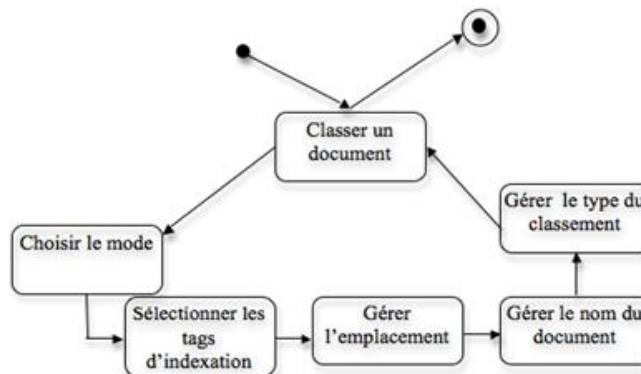 Classer un
document
Choisir le mode
Gérer le type du
classement
Sélectionner les
tags
d'indexation
Gérer
l'emplacement
Gérer le nom du
document